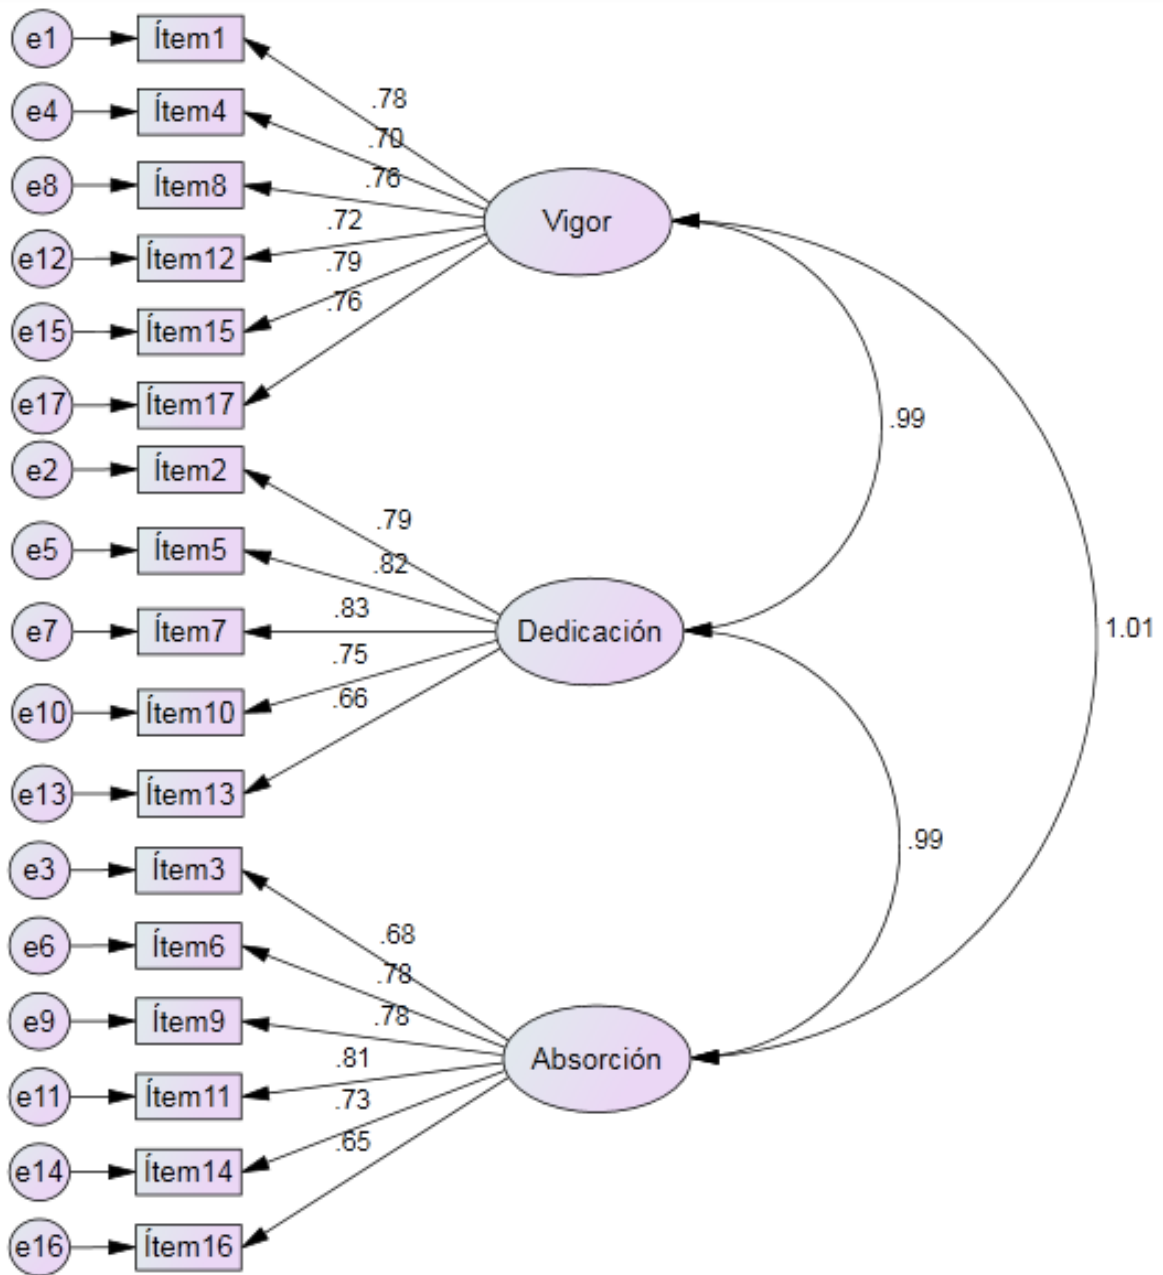 e1 Ítem1
.78
e4 Ítem4
.70
e8 Ítem8
.76
Vigor
.72
e12 Ítem12
.79
e15 Ítem15
.76
e17 Ítem17
.99
e2 Ítem2
.79
e5 Ítem5
.82
.83
e7 Ítem7
Dedicación
1.01
.75
.66
e10 Ítem10
e13 Ítem13
.99
e3 Ítem3
.68
e6 Ítem6
.78
e9 Ítem9
.78
Absorción
.81
e11 Ítem11
.73
.65
e14 Ítem14
e16 Ítem16